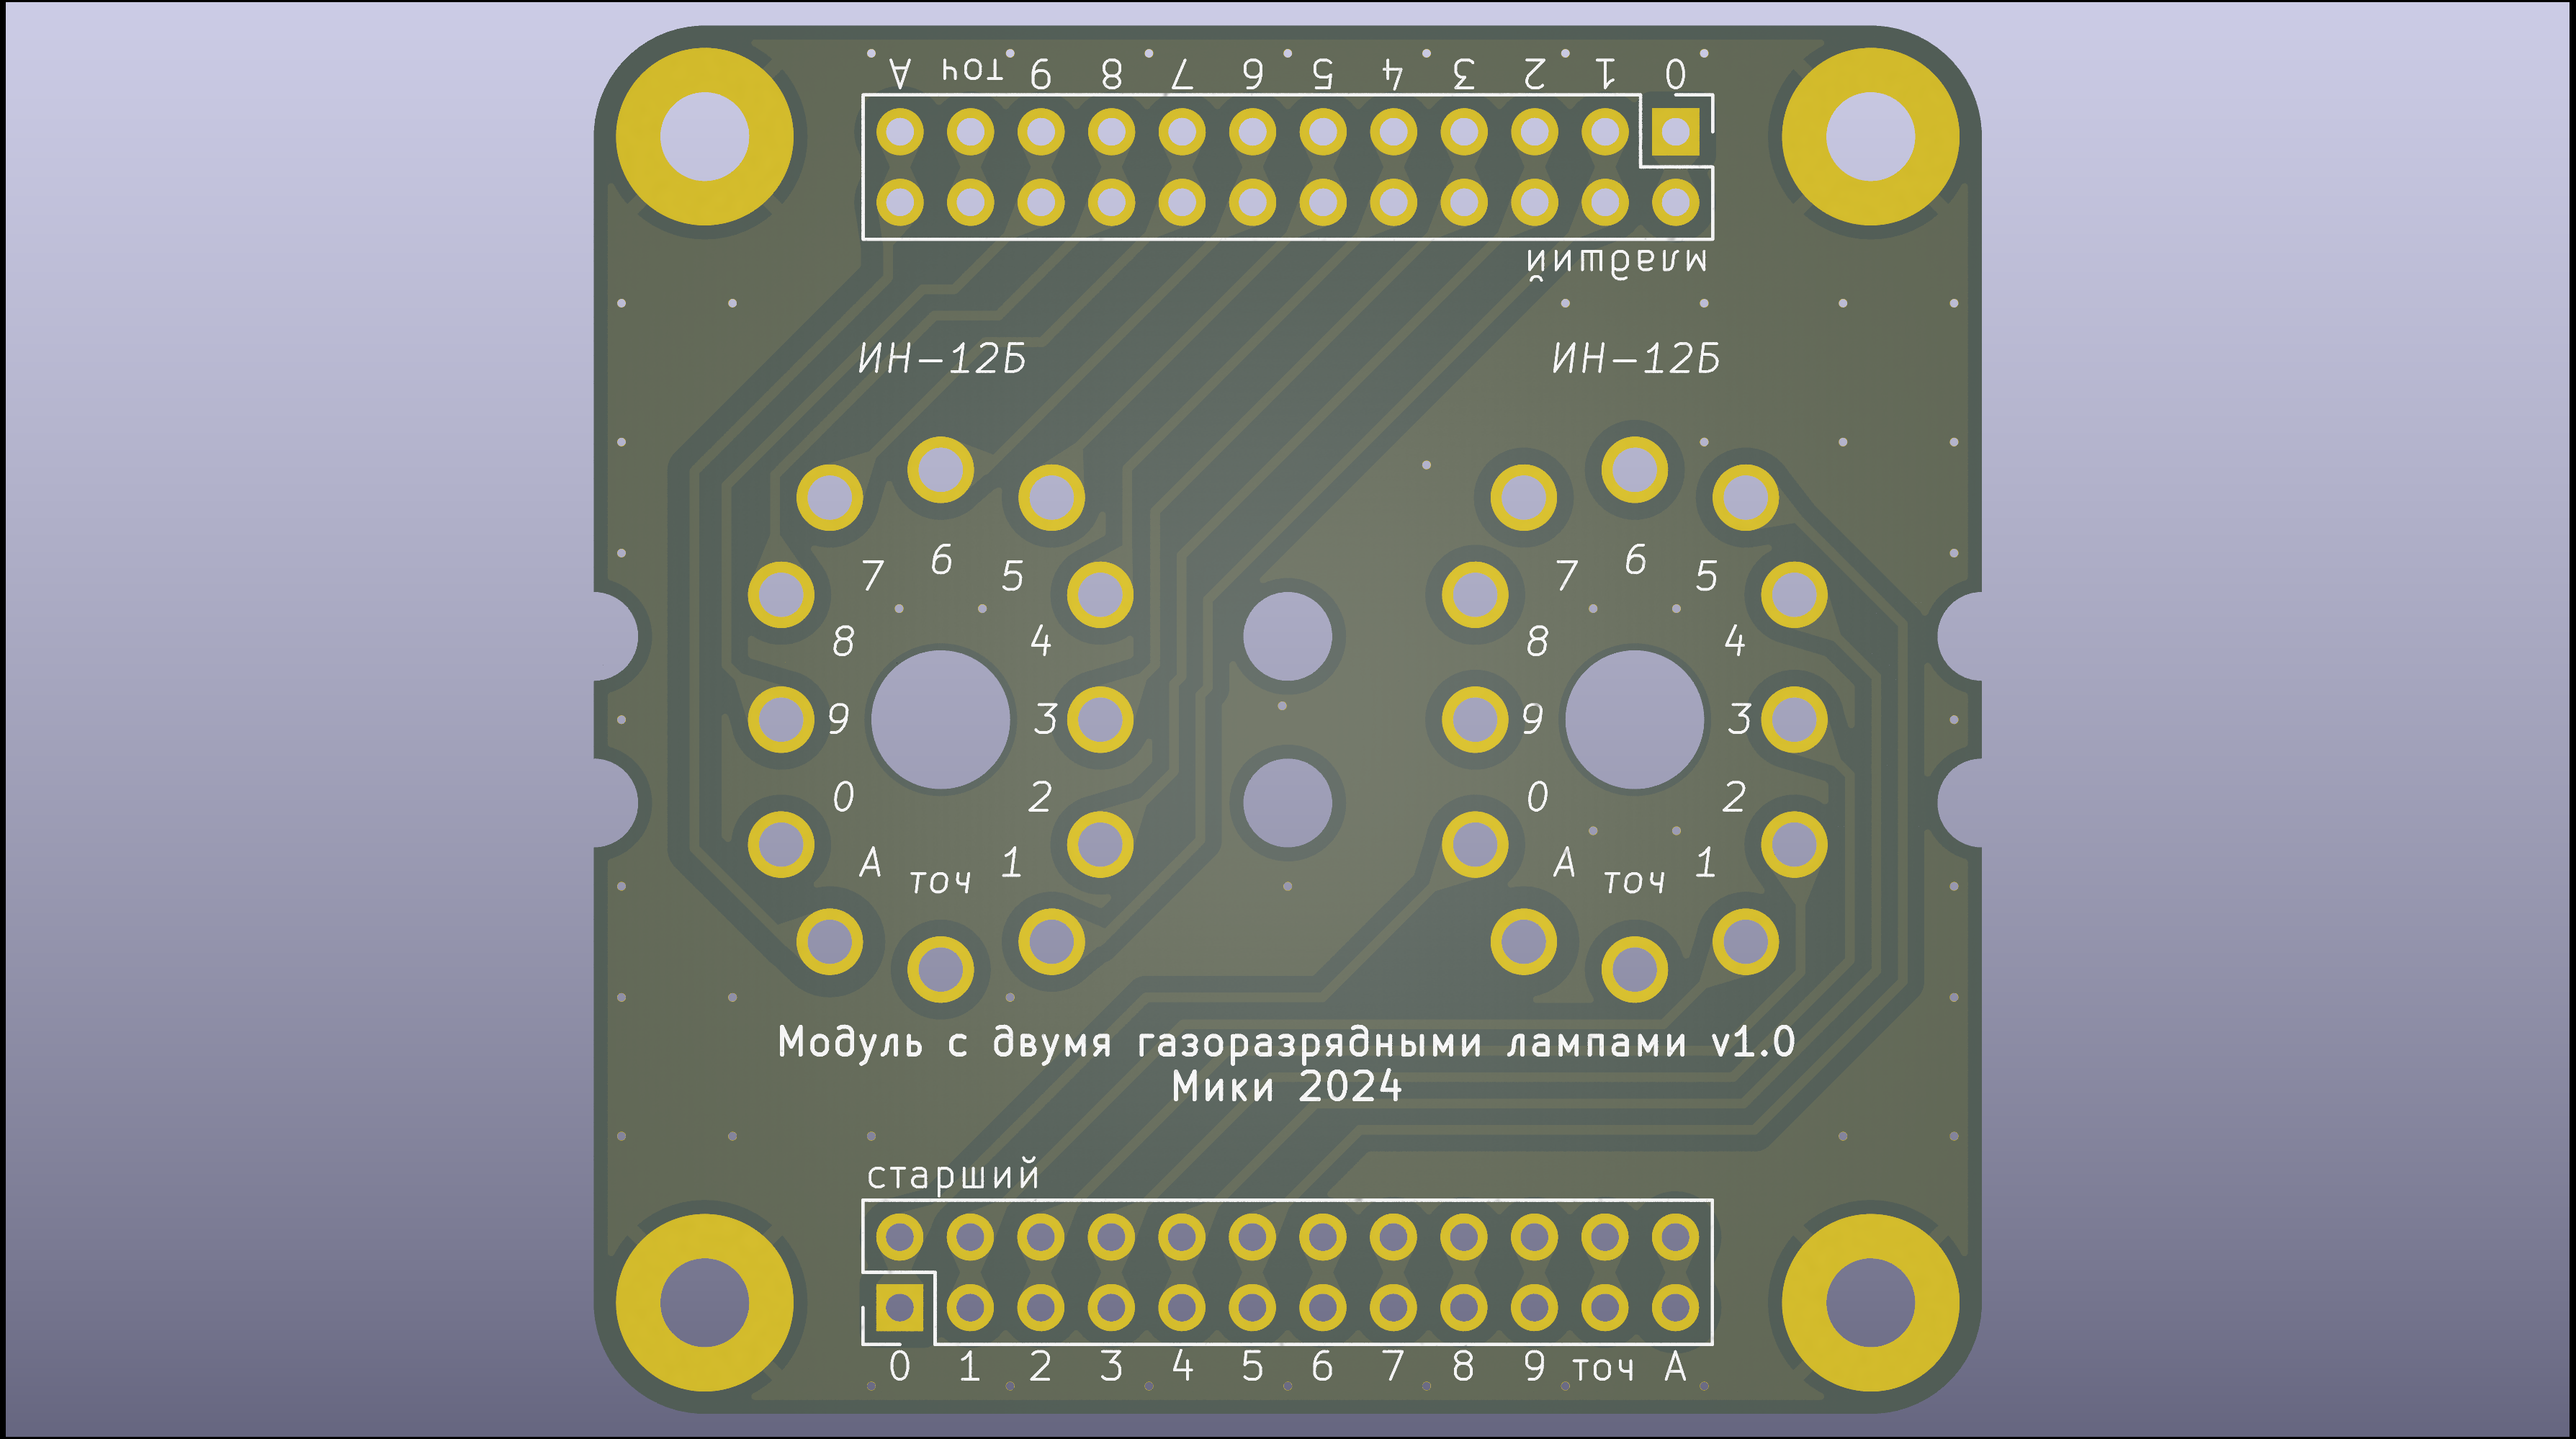 А точ 9 8 7 6 5 4 3 2 1 0
младший
ИН-12Б ИН-12Б
6 6
7 5 7 5
8 4 8 4
9 3 9 3
0 2 0 2
А 1 А 1
точ точ
Модуль с двумя газоразрядными лампами v1.0
Мики 2024
старший
0 1 2 3 4 5 6 7 8 9 точ А